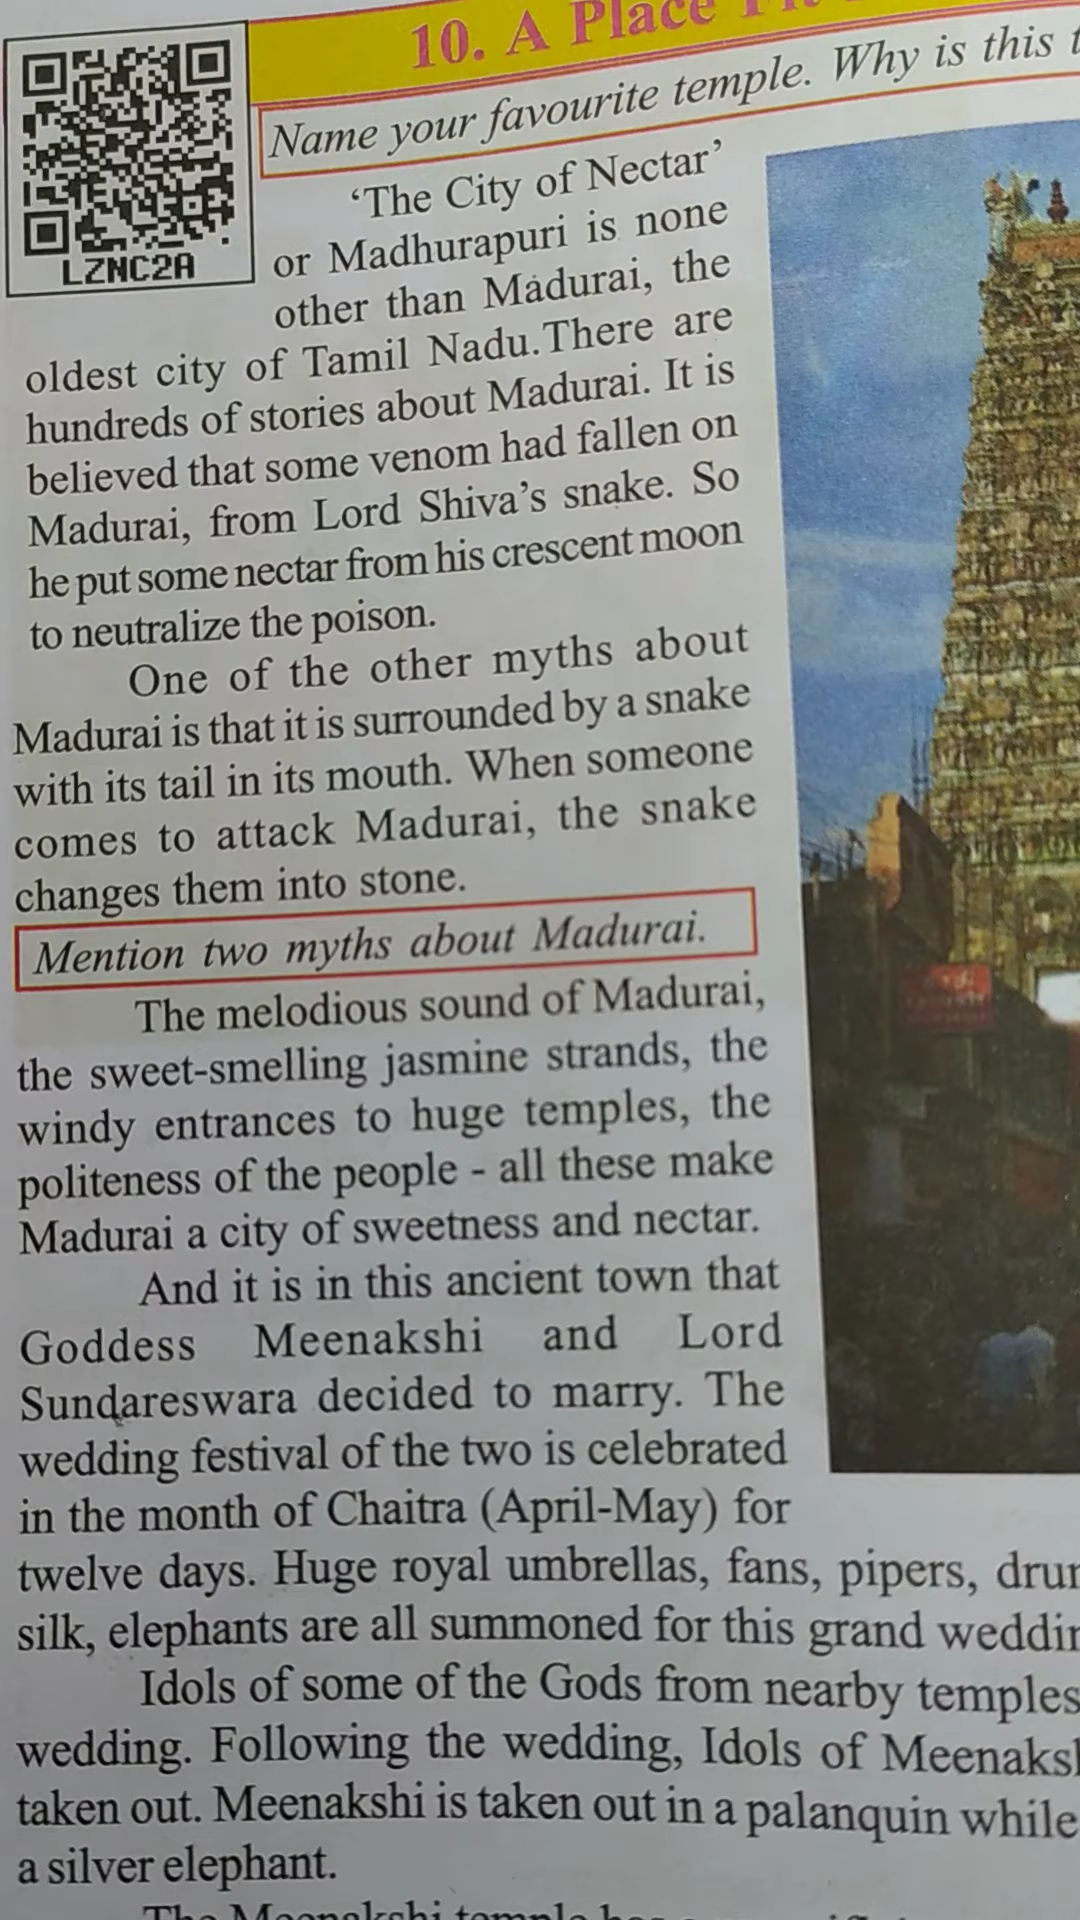 10. A Place
Name your favourite temple. Why is this
LZNC2A
‘The City of Nectar’
or Madhurapuri is none
other than Madurai, the
oldest city of Tamil Nadu.There are
hundreds of stories about Madurai. It is
believed that some venom had fallen on
Madurai, from Lord Shiva’s snake. So
he put some nectar from his crescent moon
to neutralize the poison.
One of the other myths about
Madurai is that it is surrounded by a snake
with its tail in its mouth. When someone
comes to attack Madurai, the snake
changes them into stone.
Mention two myths about Madurai.
The melodious sound of Madurai,
the sweet-smelling jasmine strands, the
windy entrances to huge temples, the
politeness of the people - all these make
Madurai a city of sweetness and nectar.
And it is in this ancient town that
Goddess Meenakshi and Lord
Sundareswara decided to marry. The
wedding festival of the two is celebrated
in the month of Chaitra (April-May) for
twelve days. Huge royal umbrellas, fans, pipers,
silk, elephants are all summoned for this grand
Idols of some of the Gods from nearby temples
wedding. Following the wedding, Idols of
taken out. Meenakshi is taken out in a palanquin while
a silver elephant.
The Meenakshi temple